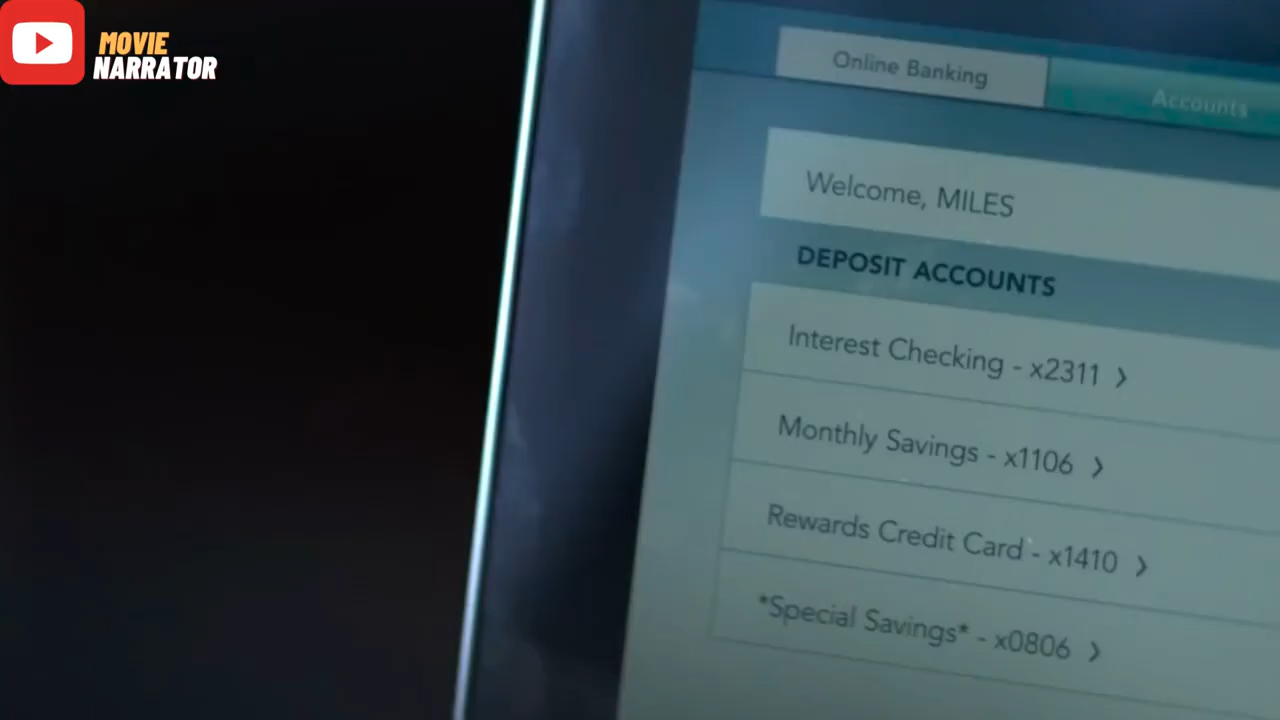 MOVIE
NARRATOR
Online Banking
Accounts
Welcome, MILES
DEPOSIT ACCOUNTS
Interest Checking - x2311 >
Monthly Savings - x1106 >
Rewards Credit Card - x1410 >
*Special Savings* - x0806 >